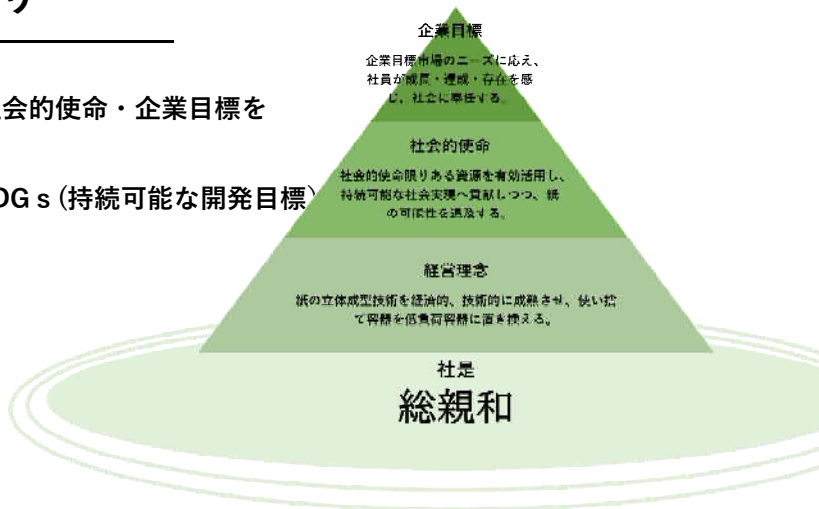 会的使命・企業目標を
DGｓ(持続可能な開発目標)
企業目標
企業目標市場のニーズに応え、
社員が成長・達成・存在を感
じ、社会に奉仕する。
社会的使命
社会的使命限りある資源を有効活用し、
持続可能な社会実現へ貢献しつつ、紙
の可能性を追及する。
経営理念
紙の立体成型技術を経済的、技術的に成熟させ、使い捨
て容器を低負荷容器に置き換える。
社是
総親和